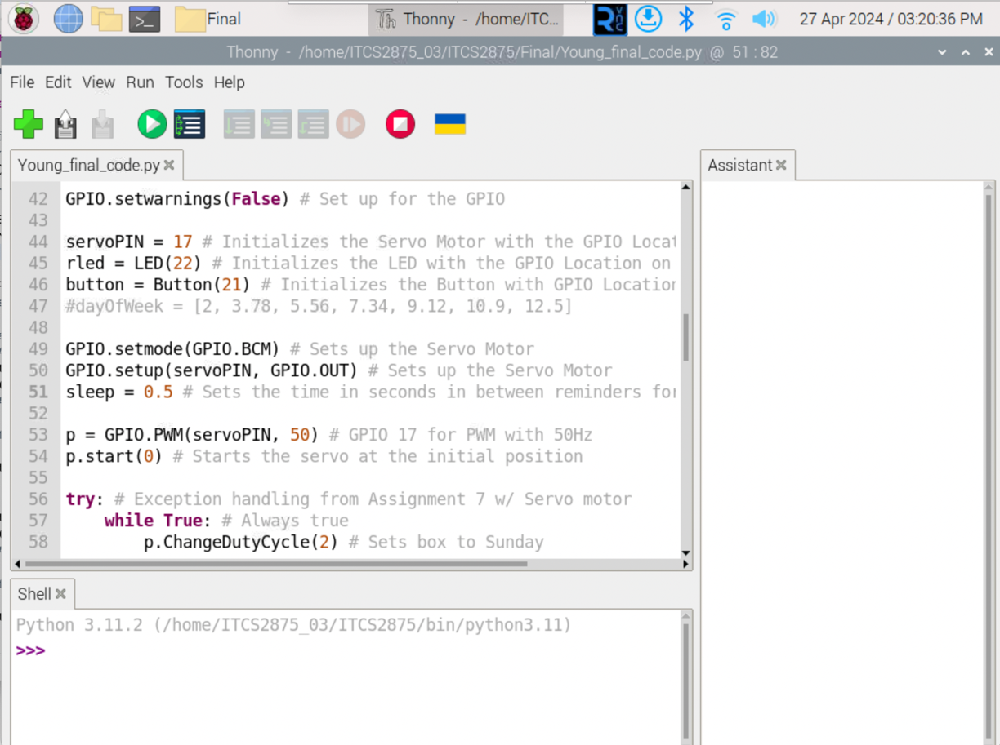 Final
Thonny - /home/ITC...
27 Apr 2024 / 03:20:36 PM
Thonny - /home/ITCS2875_03/ITCS2875/Final/Young_final_code.py @ 51 : 82
File Edit View Run Tools Help
Young_final_code.py
Assistant
42 GPIO.setwarnings(False) # Set up for the GPIO
43
44 servoPIN = 17 # Initializes the Servo Motor with the GPIO Locat
45 rled = LED(22) # Initializes the LED with the GPIO Location on
46 button = Button(21) # Initializes the Button with GPIO Location
47 #dayOfWeek = [2, 3.78, 5.56, 7.34, 9.12, 10.9, 12.5]
48
49 GPIO.setmode(GPIO.BCM) # Sets up the Servo Motor
50 GPIO.setup(servoPIN, GPIO.OUT) # Sets up the Servo Motor
51 sleep = 0.5 # Sets the time in seconds in between reminders for
52
53 p = GPIO.PWM(servoPIN, 50) # GPIO 17 for PWM with 50Hz
54 p.start(0) # Starts the servo at the initial position
55
56 try: # Exception handling from Assignment 7 w/ Servo motor
57 while True: # Always true
58 p.ChangeDutyCycle(2) # Sets box to Sunday
Shell
Python 3.11.2 (/home/ITCS2875_03/ITCS2875/bin/python3.11)
>>>